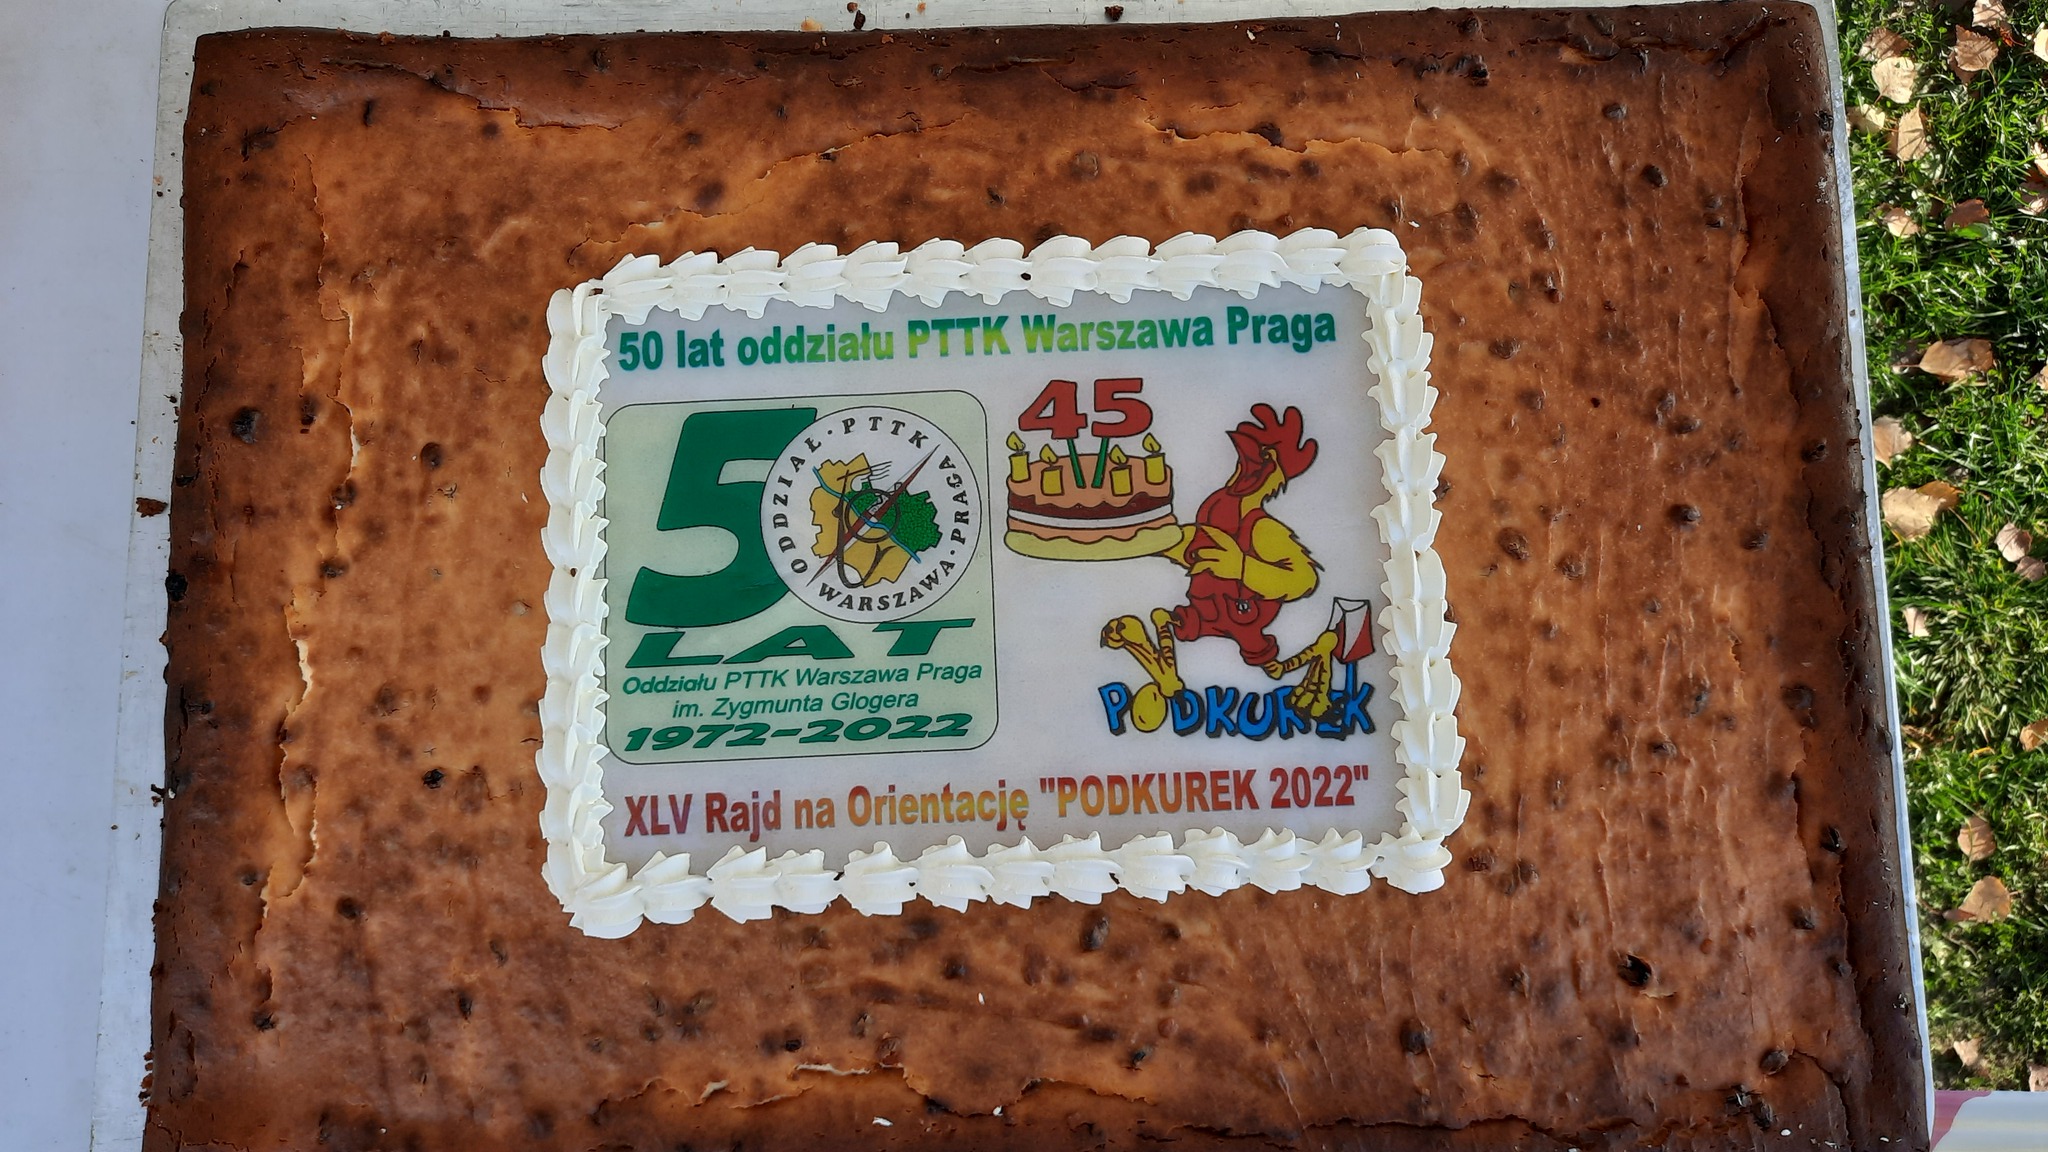 50 lat oddziału PTTK Warszawa Praga
50
ODDZIAŁ · PTTK
WARSZAWA · PRAGA
LAT
Oddziału PTTK Warszawa Praga
im. Zygmunta Glogera
1972-2022
45
PODKUREK
XLV Rajd na Orientację "PODKUREK 2022"